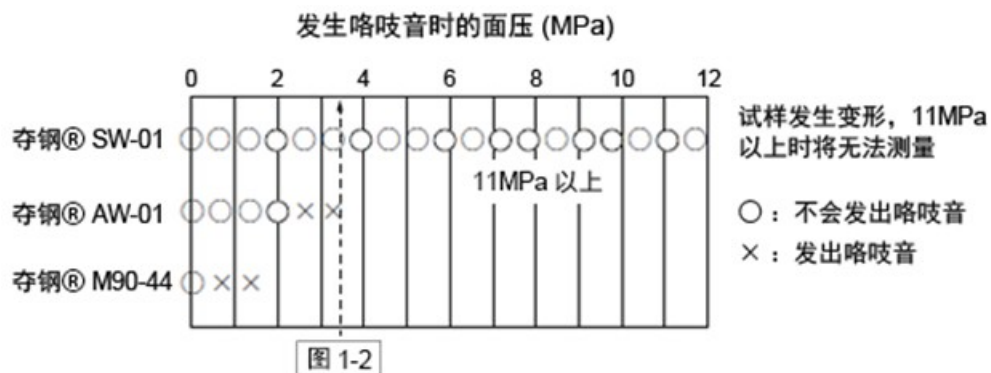 发生咯吱音时的面压 (MPa)
0 2 4 6 8 10 12
夺钢® SW-01
试样发生变形，11MPa
以上时将无法测量
11MPa 以上
夺钢® AW-01
○ ：不会发出咯吱音
× ：发出咯吱音
夺钢® M90-44
图 1-2